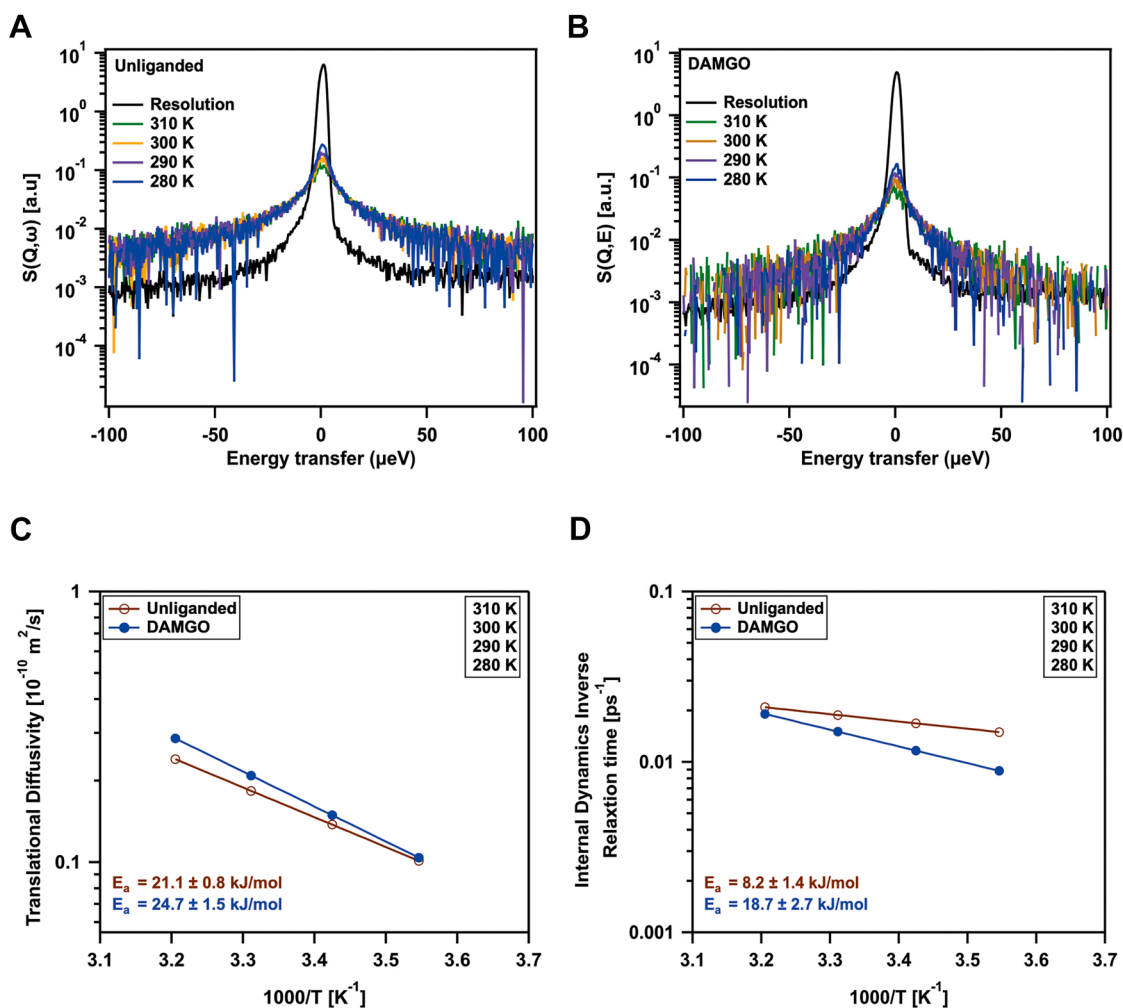 A
S(Q,ω) [a.u]
10^1
10^0
10^-1
10^-2
10^-3
10^-4
Unliganded
Resolution
310 K
300 K
290 K
280 K
-100
-50
0
50
100
Energy transfer (µeV)
B
S(Q,E) [a.u.]
10^1
10^0
10^-1
10^-2
10^-3
10^-4
DAMGO
Resolution
310 K
300 K
290 K
280 K
-100
-50
0
50
100
Energy transfer (µeV)
C
Translational Diffusivity [10^-10 m^2/s]
1
0.1
Unliganded
DAMGO
310 K
300 K
290 K
280 K
E_a = 21.1 ± 0.8 kJ/mol
E_a = 24.7 ± 1.5 kJ/mol
3.1
3.2
3.3
3.4
3.5
3.6
3.7
1000/T [K^-1]
D
Internal Dynamics Inverse
Relaxtion time [ps^-1]
0.1
0.01
0.001
Unliganded
DAMGO
310 K
300 K
290 K
280 K
E_a = 8.2 ± 1.4 kJ/mol
E_a = 18.7 ± 2.7 kJ/mol
3.1
3.2
3.3
3.4
3.5
3.6
3.7
1000/T [K^-1]